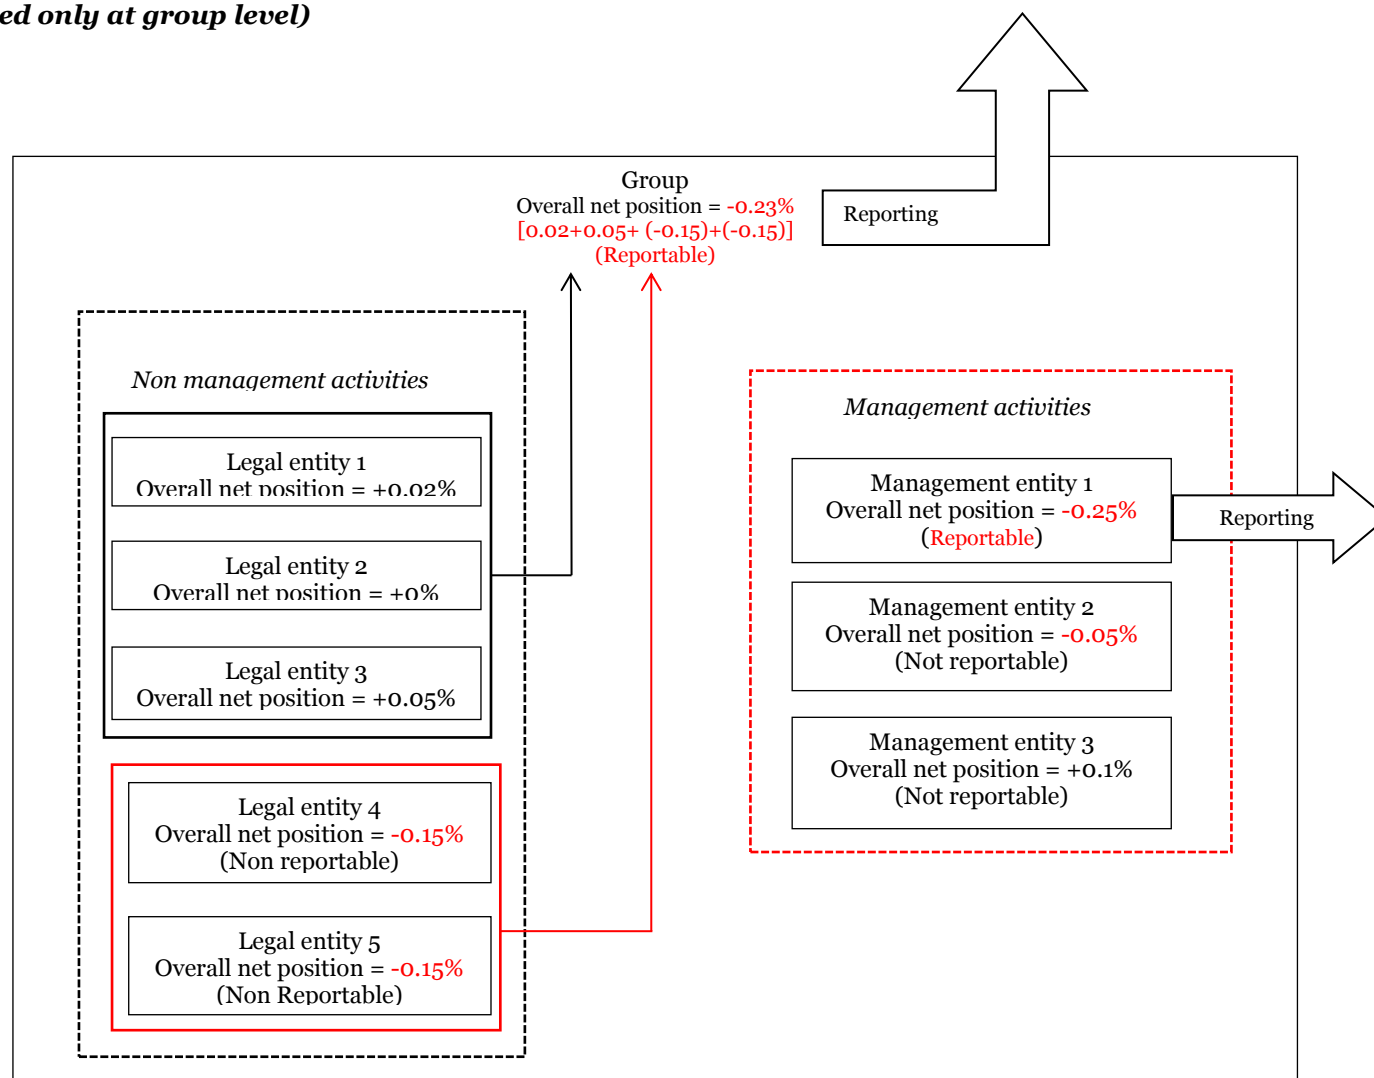 ed only at group level)
Group
Overall net position = -0.23%
[0.02+0.05+ (-0.15)+(-0.15)]
(Reportable)
Reporting
Non management activities
Legal entity 1
Overall net position = +0.02%
Legal entity 2
Overall net position = +0%
Legal entity 3
Overall net position = +0.05%
Legal entity 4
Overall net position = -0.15%
(Non reportable)
Legal entity 5
Overall net position = -0.15%
(Non Reportable)
Management activities
Management entity 1
Overall net position = -0.25%
(Reportable)
Reporting
Management entity 2
Overall net position = -0.05%
(Not reportable)
Management entity 3
Overall net position = +0.1%
(Not reportable)